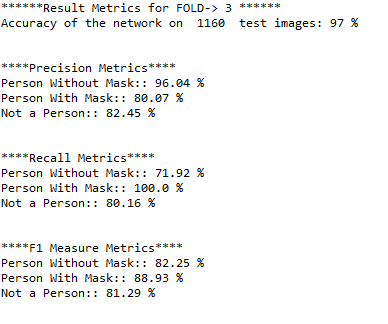 ******Result Metrics for FOLD-> 3 ******
Accuracy of the network on  1160  test images: 97 %
****Precision Metrics****
Person Without Mask:: 96.04 %
Person With Mask:: 80.07 %
Not a Person:: 82.45 %
****Recall Metrics****
Person Without Mask:: 71.92 %
Person With Mask:: 100.0 %
Not a Person:: 80.16 %
****F1 Measure Metrics****
Person Without Mask:: 82.25 %
Person With Mask:: 88.93 %
Not a Person:: 81.29 %